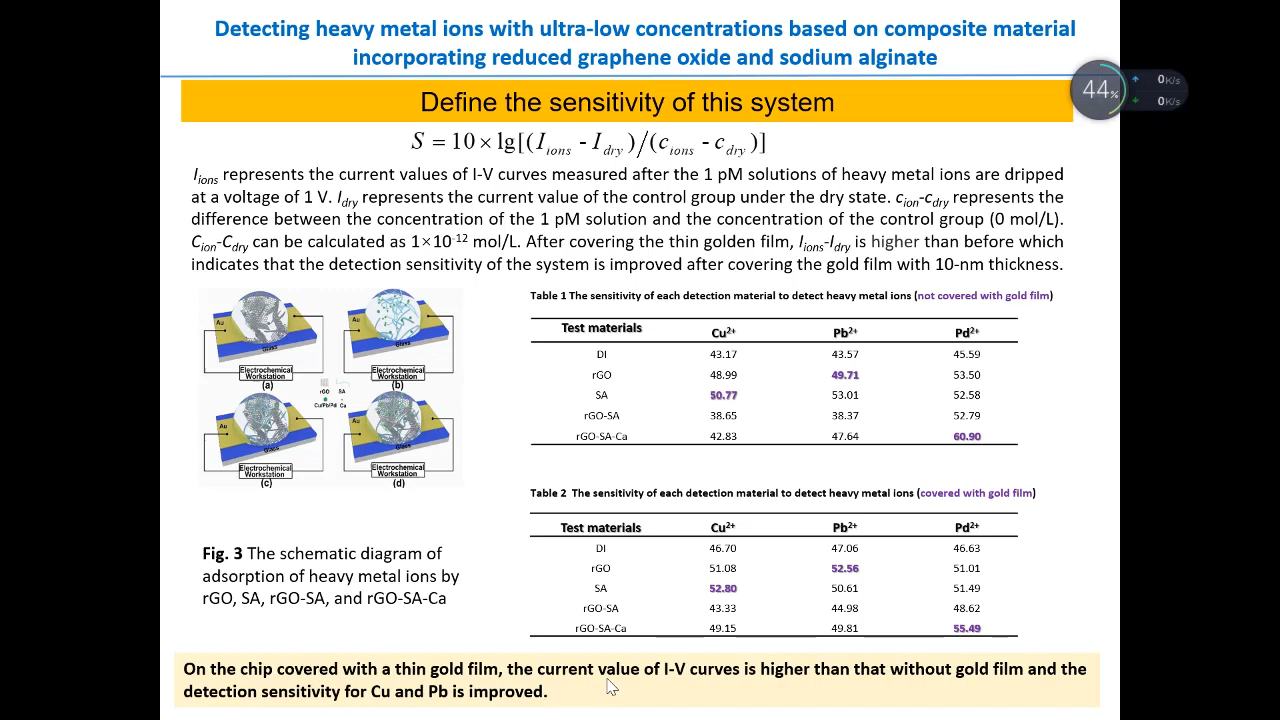 Detecting heavy metal ions with ultra-low concentrations based on composite material
incorporating reduced graphene oxide and sodium alginate
44%
0K/s
0K/s
Define the sensitivity of this system
S = 10 × lg[(I_ions - I_dry)/(c_ions - c_dry)]
I_ions represents the current values of I-V curves measured after the 1 pM solutions of heavy metal ions are dripped
at a voltage of 1 V. I_dry represents the current value of the control group under the dry state. c_ion-c_dry represents the
difference between the concentration of the 1 pM solution and the concentration of the control group (0 mol/L).
C_ion-C_dry can be calculated as 1×10⁻¹² mol/L. After covering the thin golden film, I_ions-I_dry is higher than before which
indicates that the detection sensitivity of the system is improved after covering the gold film with 10-nm thickness.
Au
Glass
Electrochemical
Workstation
(a)
Au
Glass
Electrochemical
Workstation
(b)
rGO SA
Cu/Pb/Pd Ca
Au
Glass
Electrochemical
Workstation
(c)
Au
Glass
Electrochemical
Workstation
(d)
Fig. 3 The schematic diagram of
adsorption of heavy metal ions by
rGO, SA, rGO-SA, and rGO-SA-Ca
Table 1 The sensitivity of each detection material to detect heavy metal ions (not covered with gold film)
Test materials Cu²⁺ Pb²⁺ Pd²⁺
DI 43.17 43.57 45.59
rGO 48.99 49.71 53.50
SA 50.77 53.01 52.58
rGO-SA 38.65 38.37 52.79
rGO-SA-Ca 42.83 47.64 60.90
Table 2 The sensitivity of each detection material to detect heavy metal ions (covered with gold film)
Test materials Cu²⁺ Pb²⁺ Pd²⁺
DI 46.70 47.06 46.63
rGO 51.08 52.56 51.01
SA 52.80 50.61 51.49
rGO-SA 43.33 44.98 48.62
rGO-SA-Ca 49.15 49.81 55.49
On the chip covered with a thin gold film, the current value of I-V curves is higher than that without gold film and the
detection sensitivity for Cu and Pb is improved.